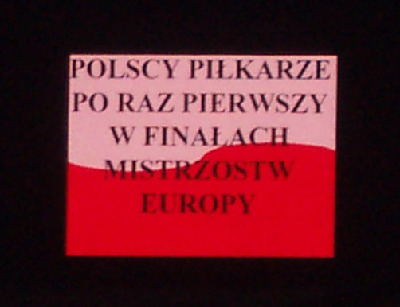 POLSCY PIŁKARZE
PO RAZ PIERWSZY
W FINAŁACH
MISTRZOSTW
EUROPY